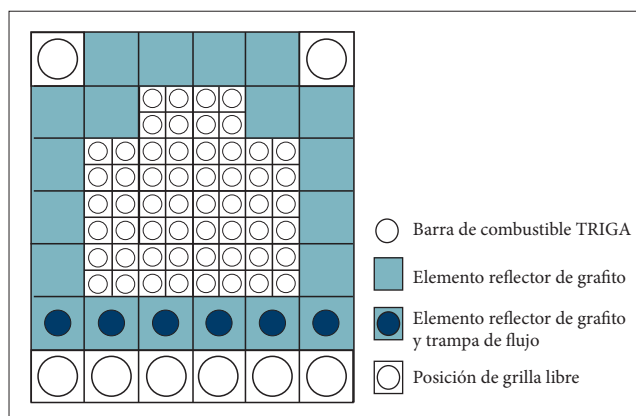 Barra de combustible TRIGA
Elemento reflector de grafito
Elemento reflector de grafito
y trampa de flujo
Posición de grilla libre